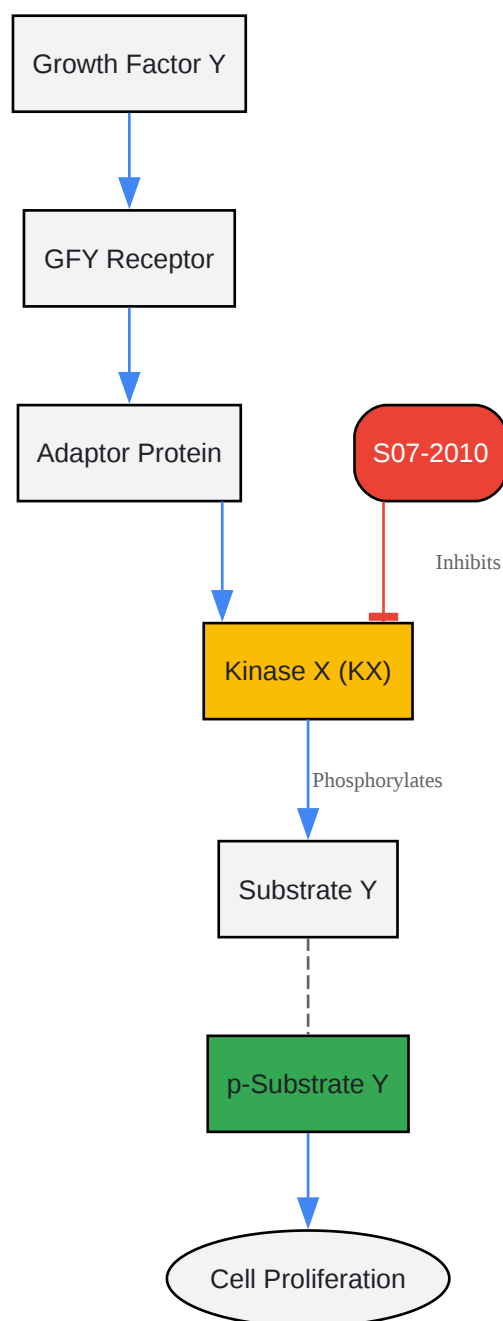 Growth Factor Y
GFY Receptor
Adaptor Protein
S07-2010
Inhibits
Kinase X (KX)
Phosphorylates
Substrate Y
p-Substrate Y
Cell Proliferation